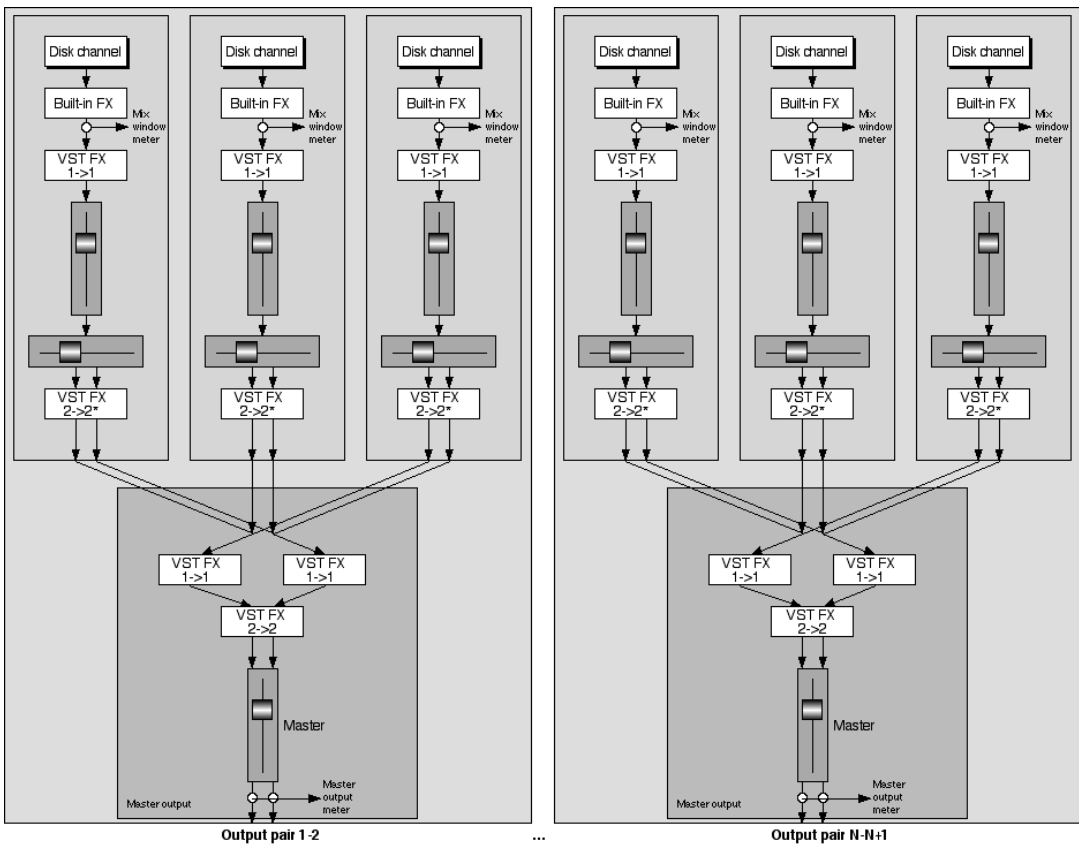 Disk channel Disk channel Disk channel Disk channel Disk channel Disk channel
Built-in FX Built-in FX Built-in FX Built-in FX Built-in FX Built-in FX
Mix Mix Mix Mix Mix Mix
window window window window window window
meter meter meter meter meter meter
VST FX VST FX VST FX VST FX VST FX VST FX
1->1 1->1 1->1 1->1 1->1 1->1
VST FX VST FX VST FX VST FX VST FX VST FX
2->2* 2->2* 2->2* 2->2* 2->2* 2->2*
VST FX VST FX VST FX VST FX
1->1 1->1 1->1 1->1
VST FX VST FX
2->2 2->2
Master Master
Master Master
output output
meter meter
Master output Master output
Output pair 1-2 ... Output pair N-N+1